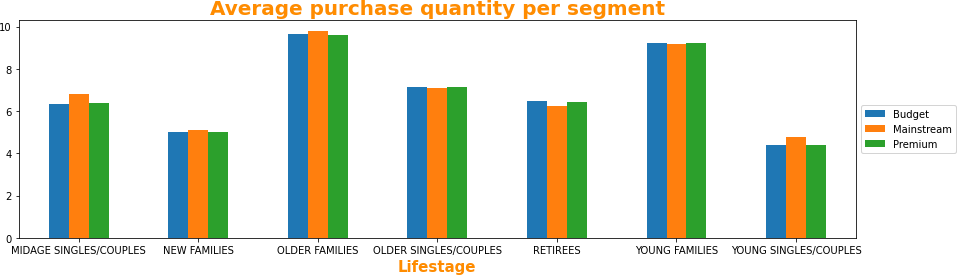 Average purchase quantity per segment
10
8
6
4
2
0
Budget
Mainstream
Premium
MIDAGE SINGLES/COUPLES NEW FAMILIES OLDER FAMILIES OLDER SINGLES/COUPLES RETIREES YOUNG FAMILIES YOUNG SINGLES/COUPLES
Lifestage